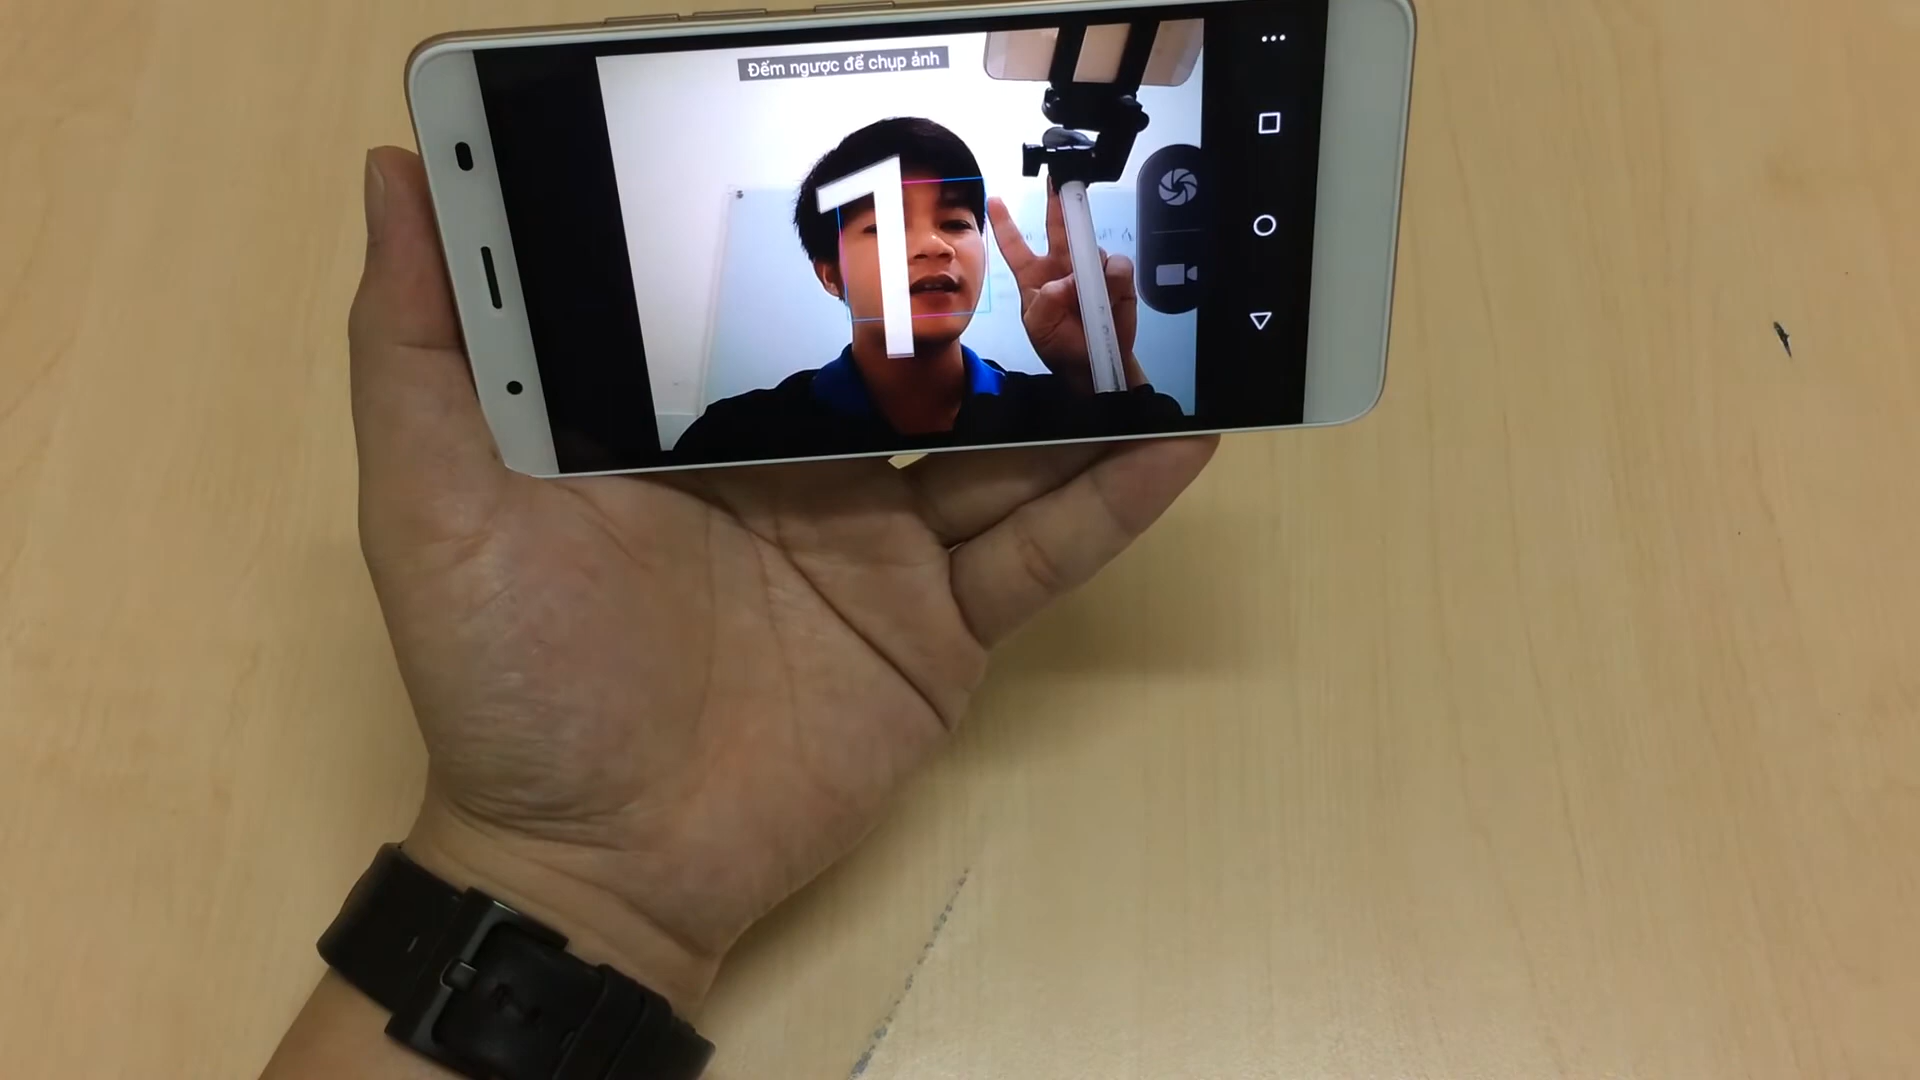 Đếm ngược để chụp ảnh
1